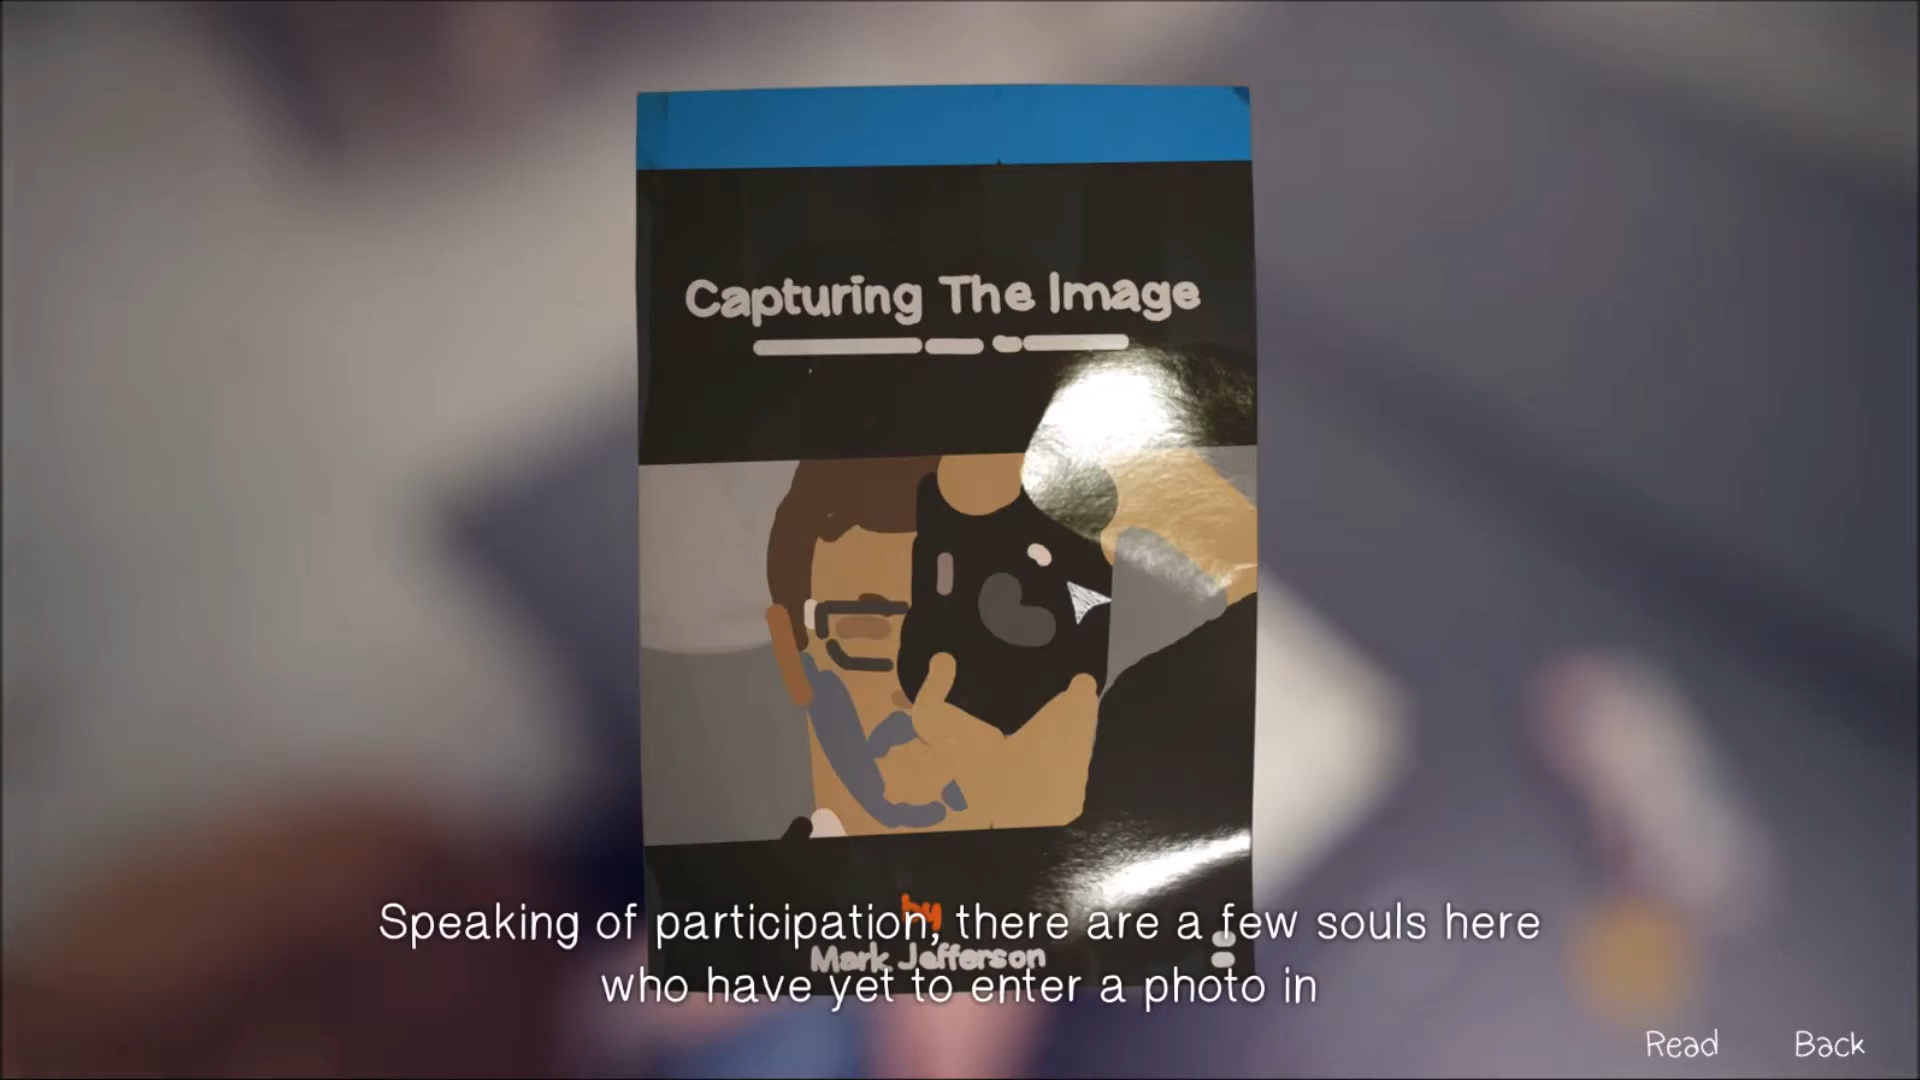 Capturing The Image
by
Mark Jefferson
Speaking of participation, there are a few souls here
who have yet to enter a photo in
Read Back